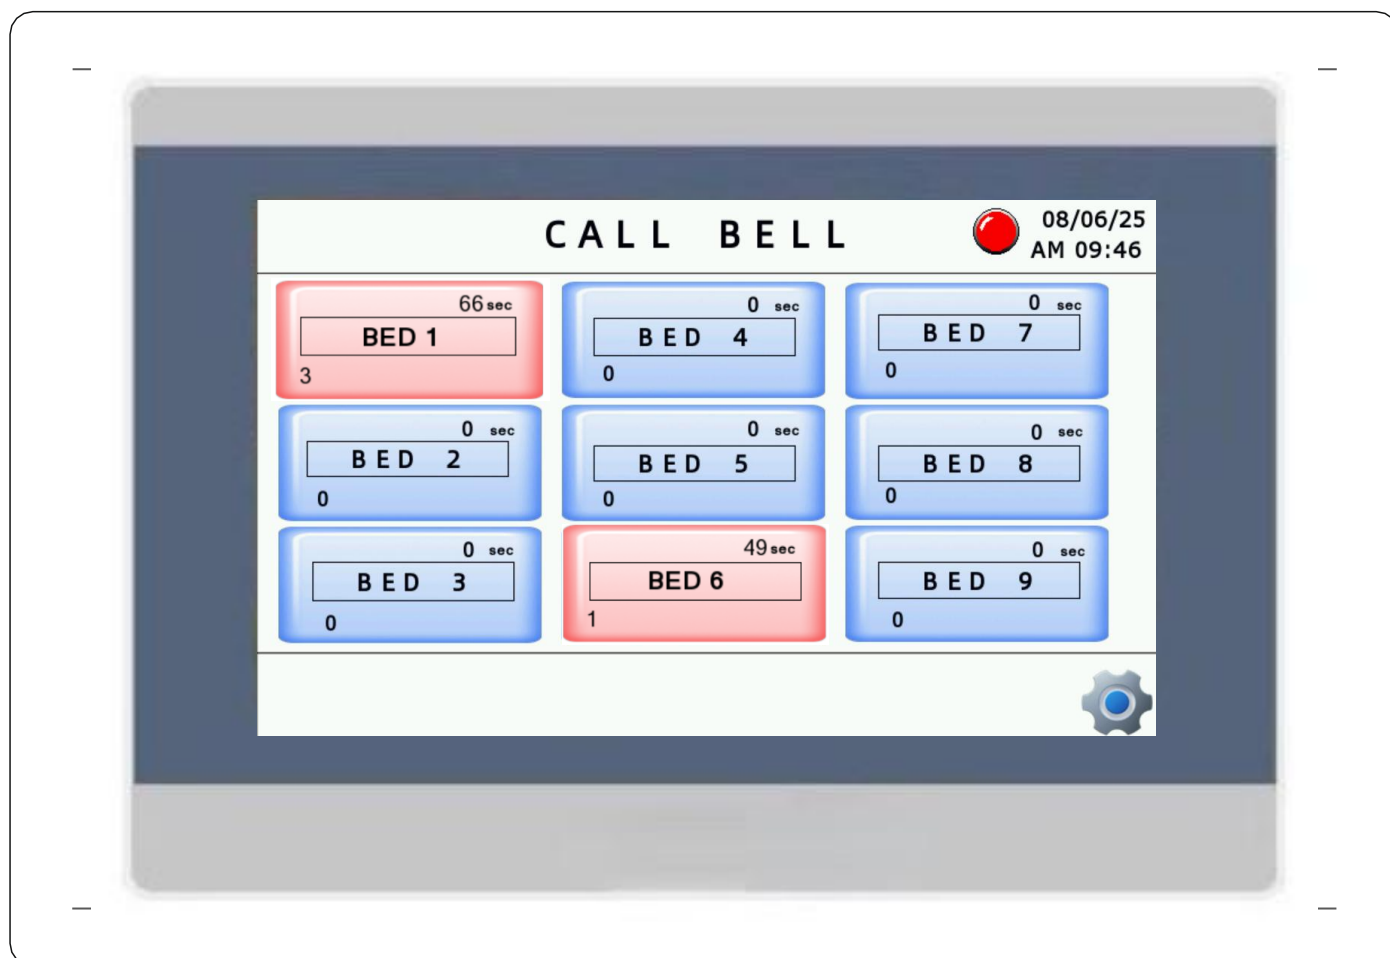 CALL BELL
08/06/25
AM 09:46
66 sec
BED 1
3
0 sec
BED 4
0
0 sec
BED 7
0
0 sec
BED 2
0
0 sec
BED 5
0
0 sec
BED 8
0
0 sec
BED 3
0
49 sec
BED 6
1
0 sec
BED 9
0